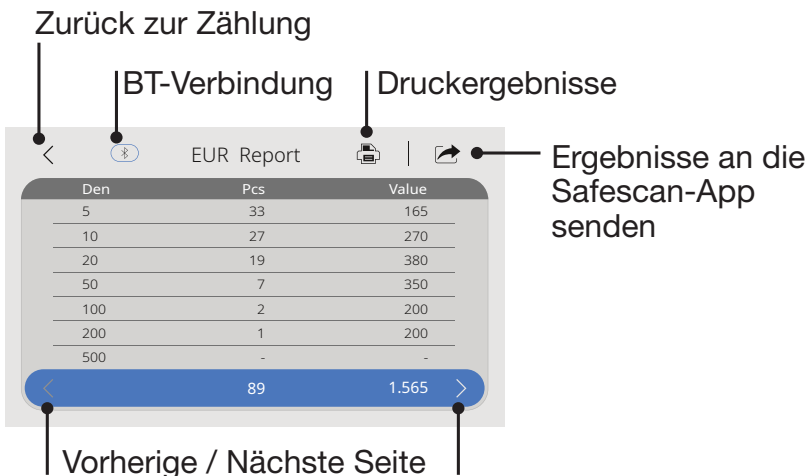 Zurück zur Zählung
BT-Verbindung
Druckergebnisse
EUR Report
Ergebnisse an die
Safescan-App
senden
Den Pcs Value
5 33 165
10 27 270
20 19 380
50 7 350
100 2 200
200 1 200
500 - -
89 1.565
Vorherige / Nächste Seite